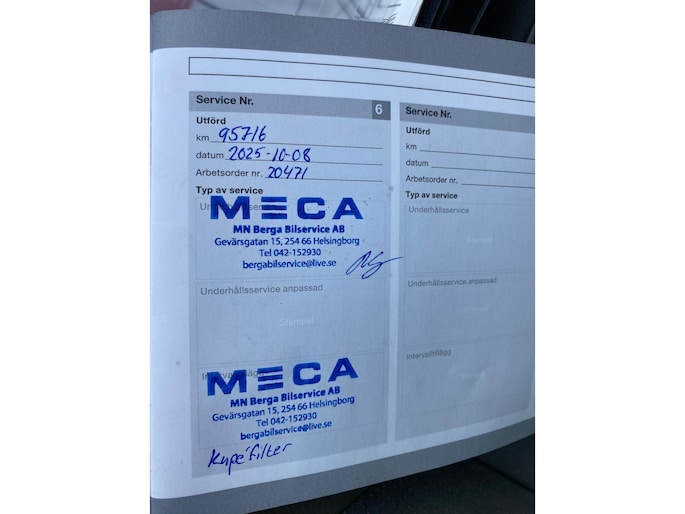 Service Nr. 6
Utförd
km 95716
datum 2025-10-08
Arbetsorder nr. 20471
Typ av service
Underhållsservice
MECA
MN Berga Bilservice AB
Gevärsgatan 15, 254 66 Helsingborg
Tel 042-152930
bergabilservice@live.se
Underhållsservice anpassad
Stämpel
Intervalltillägg
MECA
MN Berga Bilservice AB
Gevärsgatan 15, 254 66 Helsingborg
Tel 042-152930
bergabilservice@live.se
Kupéfilter
Service Nr.
Utförd
km
datum
Arbetsorder nr.
Typ av service
Underhållsservice
Stämpel
Underhållsservice anpassad
Stämpel
Intervalltillägg
Stämpel